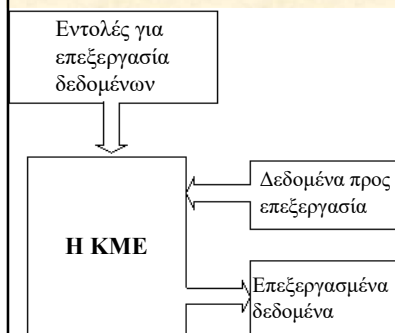 Εντολές για
επεξεργασία
δεδομένων
Δεδομένα προς
επεξεργασία
Η ΚΜΕ
Επεξεργασμένα
δεδομένα